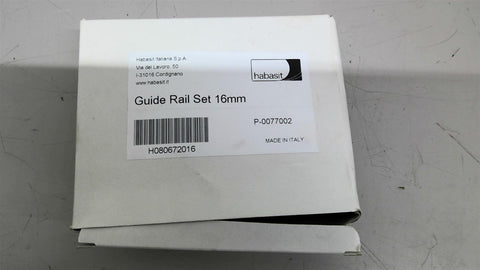 Habasit Italiana S.p.A.
Via del Lavoro, 50
I-31016 Cordignano
www.habasit.it
habasit
Guide Rail Set 16mm
P-0077002
H080672016
MADE IN ITALY